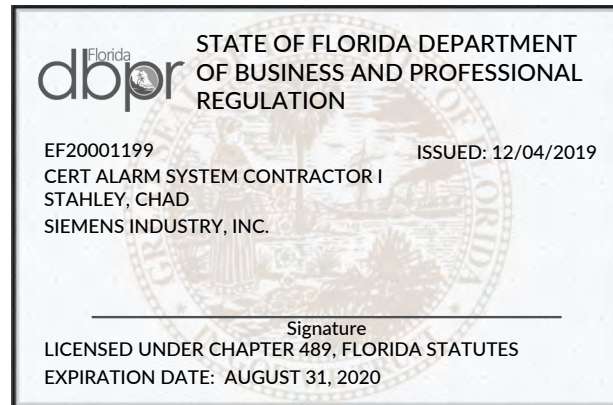 Florida
dbpr
STATE OF FLORIDA DEPARTMENT
OF BUSINESS AND PROFESSIONAL
REGULATION
EF20001199
ISSUED: 12/04/2019
CERT ALARM SYSTEM CONTRACTOR I
STAHLEY, CHAD
SIEMENS INDUSTRY, INC.
Signature
LICENSED UNDER CHAPTER 489, FLORIDA STATUTES
EXPIRATION DATE: AUGUST 31, 2020